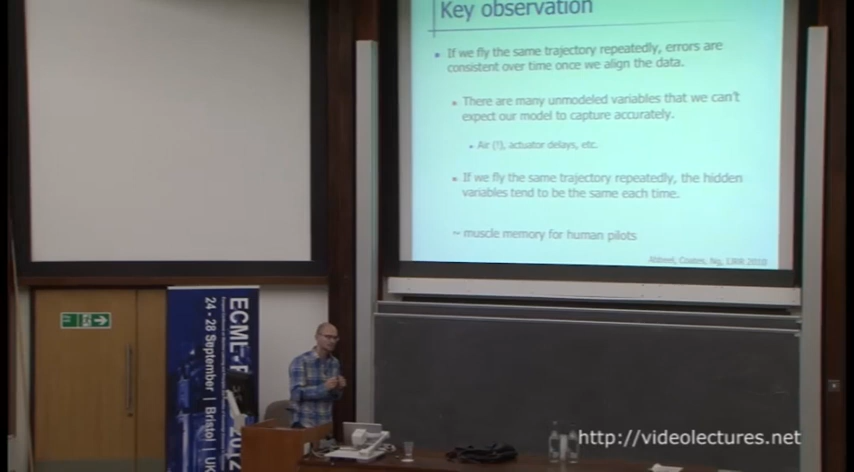 Key observation
If we fly the same trajectory repeatedly, errors are
consistent over time once we align the data.
There are many unmodeled variables that we can't
expect our model to capture accurately.
Air (!), actuator delays, etc.
If we fly the same trajectory repeatedly, the hidden
variables tend to be the same each time.
~ muscle memory for human pilots
Abbeel, Coates, Ng, IJRR 2010
ECML-P
24 - 28 September | Bristol | UK
2012
http://videolectures.net